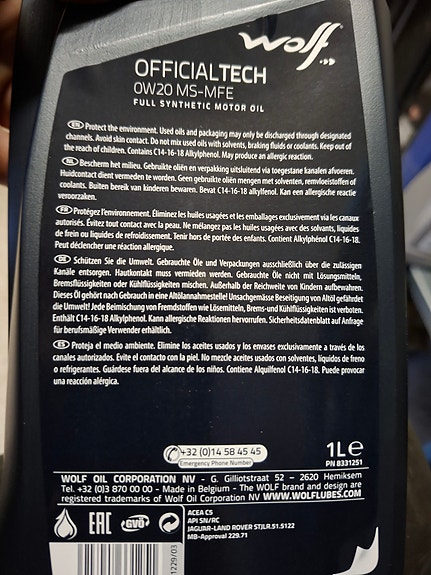 wolf
OFFICIALTECH
0W20 MS-MFE
FULL SYNTHETIC MOTOR OIL
EN Protect the environment. Used oils and packaging may only be discharged through designated
channels. Avoid skin contact. Do not mix used oils with solvents, braking fluids or coolants. Keep out of
the reach of children. Contains C14-16-18 Alkylphenol. May produce an allergic reaction.
NL Bescherm het milieu. Gebruikte oliën en verpakking uitsluitend via toegestane kanalen afvoeren.
Huidcontact dient vermeden te worden. Geen gebruikte oliën mengen met solventen, remvloeistoffen of
coolants. Buiten bereik van kinderen bewaren. Bevat C14-16-18 alkylfenol. Kan een allergische reactie
veroorzaken.
FR Protégez l'environnement. Éliminez les huiles usagées et les emballages exclusivement via les canaux
autorisés. Évitez tout contact avec la peau. Ne mélangez pas les huiles usagées avec des solvants, liquides
de frein ou liquides de refroidissement. Tenir hors de portée des enfants. Contient Alkylphénol C14-16-18.
Peut déclencher une réaction allergique.
DE Schützen Sie die Umwelt. Gebrauchte Öle und Verpackungen ausschließlich über die zulässigen
Kanäle entsorgen. Hautkontakt muss vermieden werden. Gebrauchte Öle nicht mit Lösungsmitteln,
Bremsflüssigkeiten oder Kühlflüssigkeiten mischen. Außerhalb der Reichweite von Kindern aufbewahren.
Dieses Öl gehört nach Gebrauch in eine Altölannahmestelle! Unsachgemässe Beseitigung von Altöl gefährdet
die Umwelt! Jede Beimischung von Fremdstoffen wie Lösemitteln, Brems- und Kühlflüssigkeiten ist verboten.
Enthält C14-16-18 Alkylphenol. Kann allergische Reaktionen hervorrufen. Sicherheitsdatenblatt auf Anfrage
für berufsmäßige Verwender erhältlich.
ES Proteja el medio ambiente. Elimine los aceites usados y los envases exclusivamente a través de los
canales autorizados. Evite el contacto con la piel. No mezcle aceites usados con solventes, líquidos de freno
o refrigerantes. Guárdese fuera del alcance de los niños. Contiene Alquilfenol C14-16-18. Puede provocar
una reacción alérgica.
+32 (0)14 58 45 45
Emergency Phone Number
1L e
PN 8331251
WOLF OIL CORPORATION NV - G. Gilliotstraat 52 – 2620 Hemiksem
Tel. +32 (0)3 870 00 00 - Made in Belgium - The WOLF brand and design are
registered trademarks of Wolf Oil Corporation NV WWW.WOLFLUBES.COM
EAC
GVÖ
ACEA C5
API SN/RC
JAGUAR-LAND ROVER STJLR.51.5122
MB-Approval 229.71
1229/03